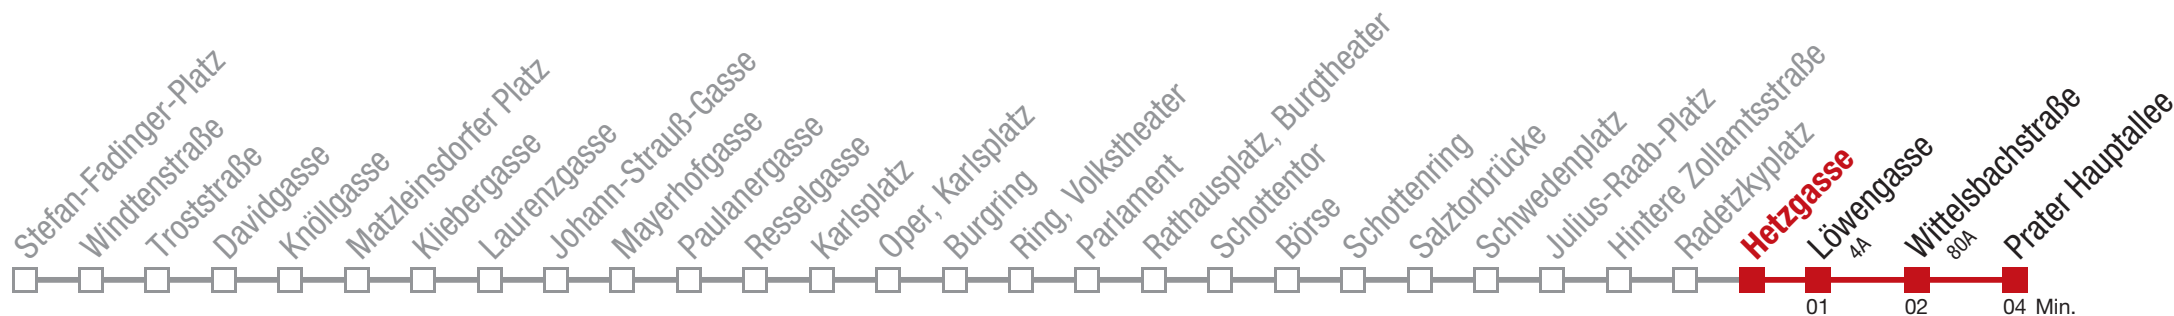 Stefan-Fadinger-Platz
Windtenstraße
Troststraße
Davidgasse
Knöllgasse
Matzleinsdorfer Platz
Kliebergasse
Laurenzgasse
Johann-Strauß-Gasse
Mayerhofgasse
Paulanergasse
Resselgasse
Karlsplatz
Oper, Karlsplatz
Burgring
Ring, Volkstheater
Parlament
Rathausplatz, Burgtheater
Schottentor
Börse
Schottenring
Salztorbrücke
Schwedenplatz
Julius-Raab-Platz
Hintere Zollamtsstraße
Radetzkyplatz
Hetzgasse
Löwengasse
4A
Wittelsbachstraße
80A
Prater Hauptallee
01 02 04 Min.